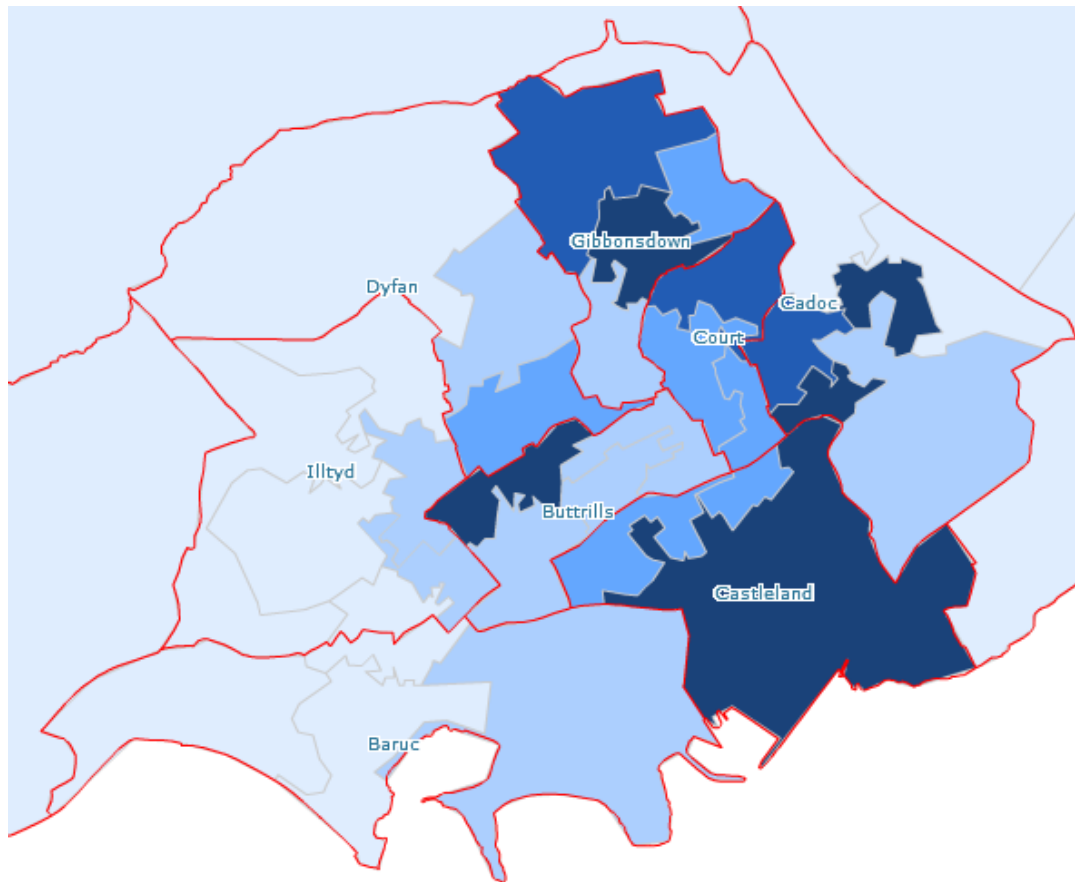 Gibbonsdown
Dyfan
Cadoc
Court
Illtyd
Buttrills
Castleland
Baruc